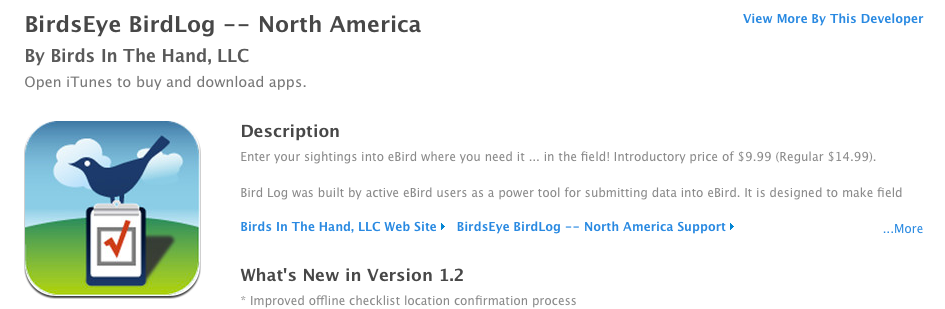 BirdsEye BirdLog -- North America
View More By This Developer
By Birds In The Hand, LLC
Open iTunes to buy and download apps.
Description
Enter your sightings into eBird where you need it ... in the field! Introductory price of $9.99 (Regular $14.99).
Bird Log was built by active eBird users as a power tool for submitting data into eBird. It is designed to make field
Birds In The Hand, LLC Web Site
BirdsEye BirdLog -- North America Support
...More
What's New in Version 1.2
* Improved offline checklist location confirmation process